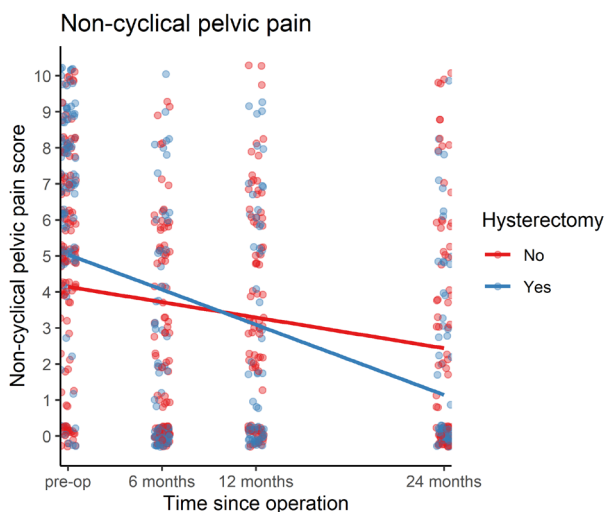 Non-cyclical pelvic pain
Non-cyclical pelvic pain score
10
9
8
7
6
5
4
3
2
1
0
pre-op
6 months
12 months
24 months
Time since operation
Hysterectomy
No
Yes